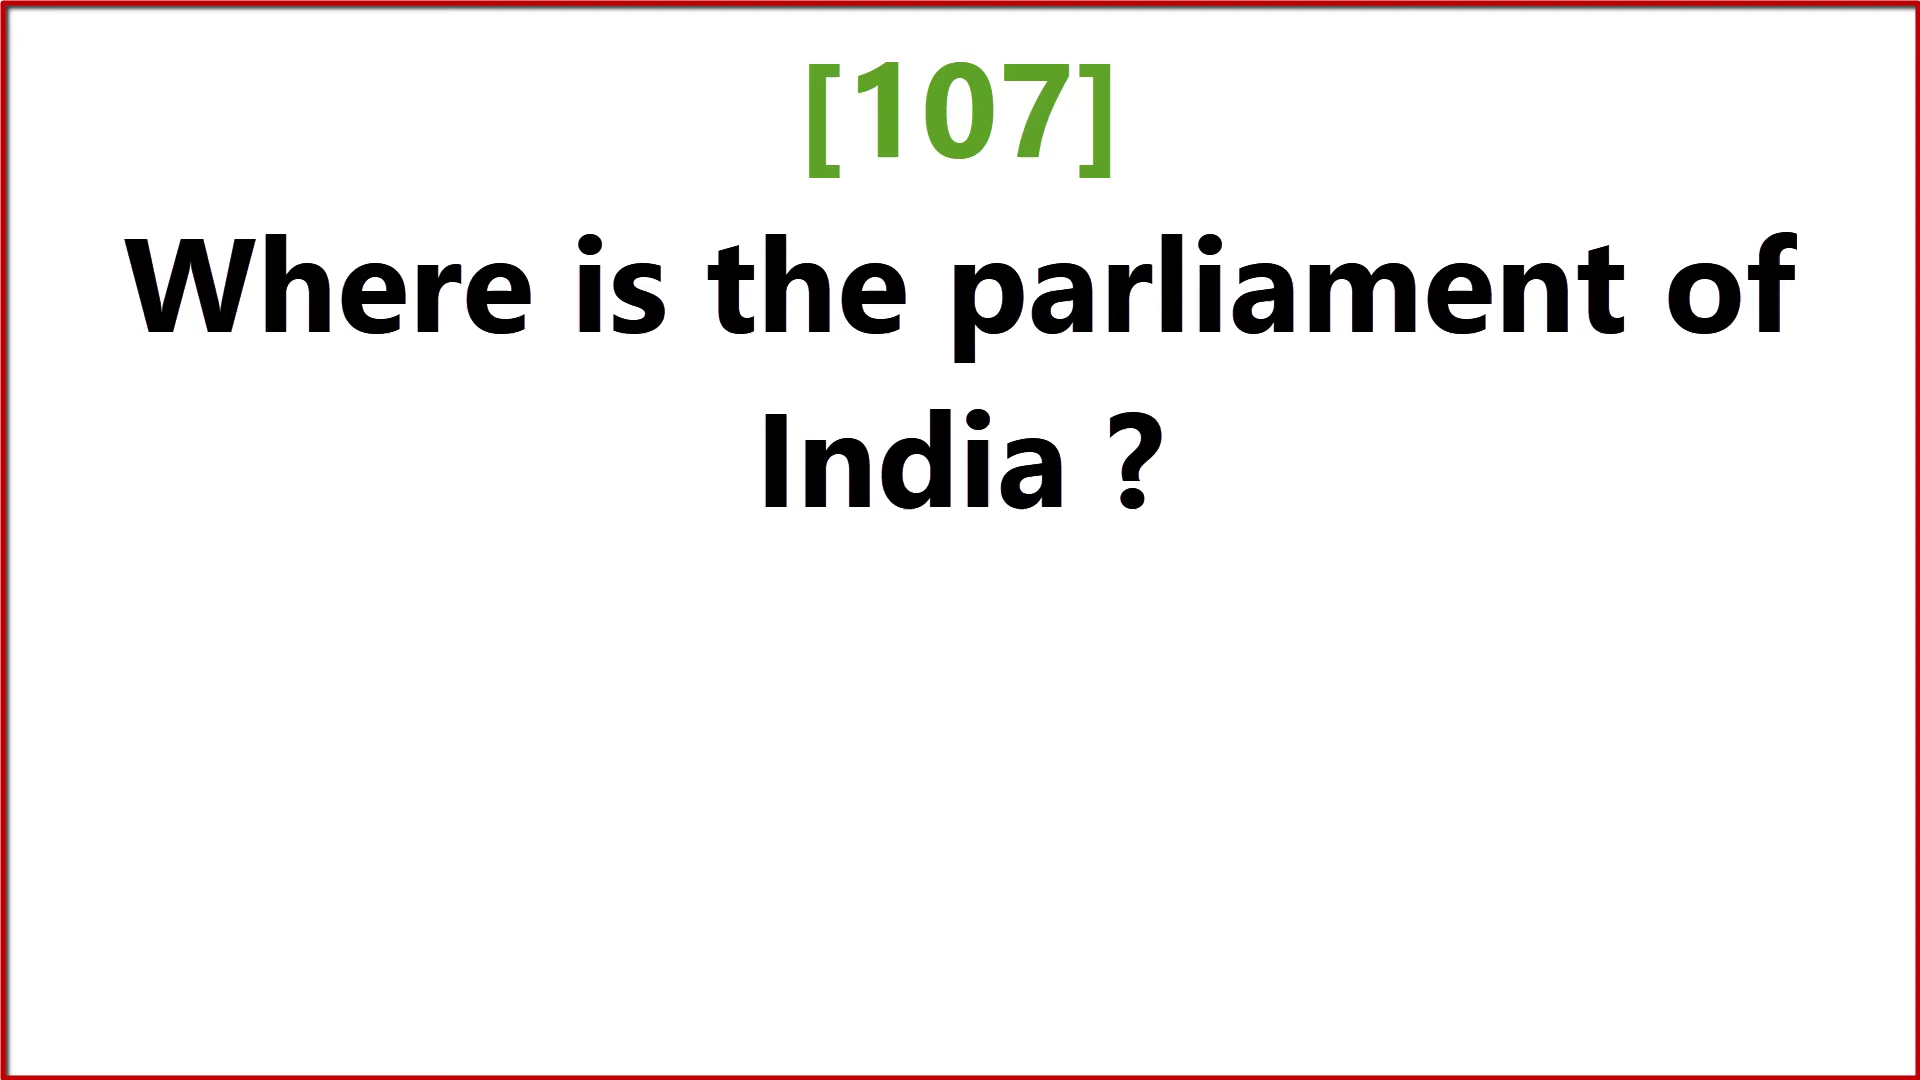 [107]
Where is the parliament of
India ?